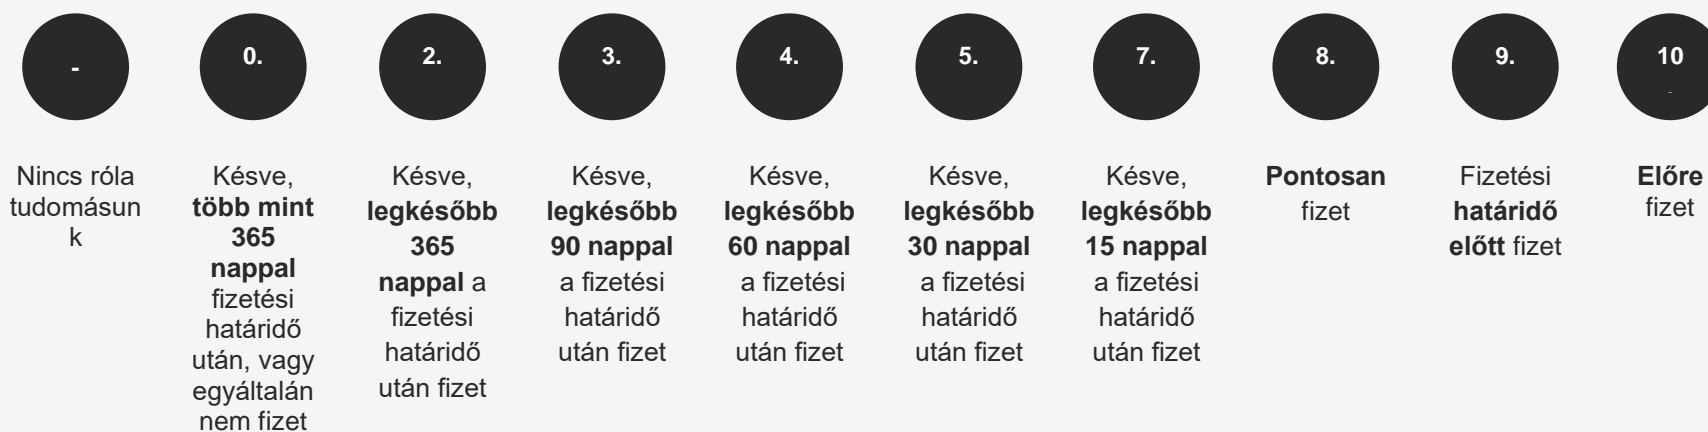 -
0.
2.
3.
4.
5.
7.
8.
9.
10
-
Nincs róla
tudomásun
k
Késve,
több mint
365
nappal
fizetési
határidő
után, vagy
egyáltalán
nem fizet
Késve,
legkésőbb
365
nappal a
fizetési
határidő
után fizet
Késve,
legkésőbb
90 nappal
a fizetési
határidő
után fizet
Késve,
legkésőbb
60 nappal
a fizetési
határidő
után fizet
Késve,
legkésőbb
30 nappal
a fizetési
határidő
után fizet
Késve,
legkésőbb
15 nappal
a fizetési
határidő
után fizet
Pontosan
fizet
Fizetési
határidő
előtt fizet
Előre
fizet